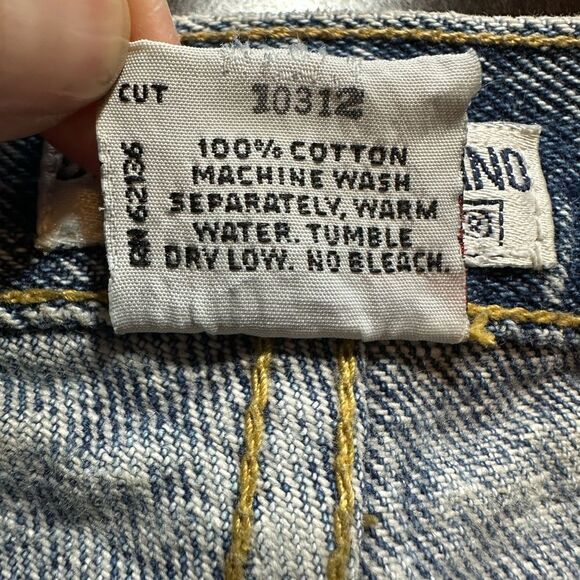 CUT 10312
RN 62136
100% COTTON
MACHINE WASH
SEPARATELY, WARM
WATER. TUMBLE
DRY LOW. NO BLEACH.